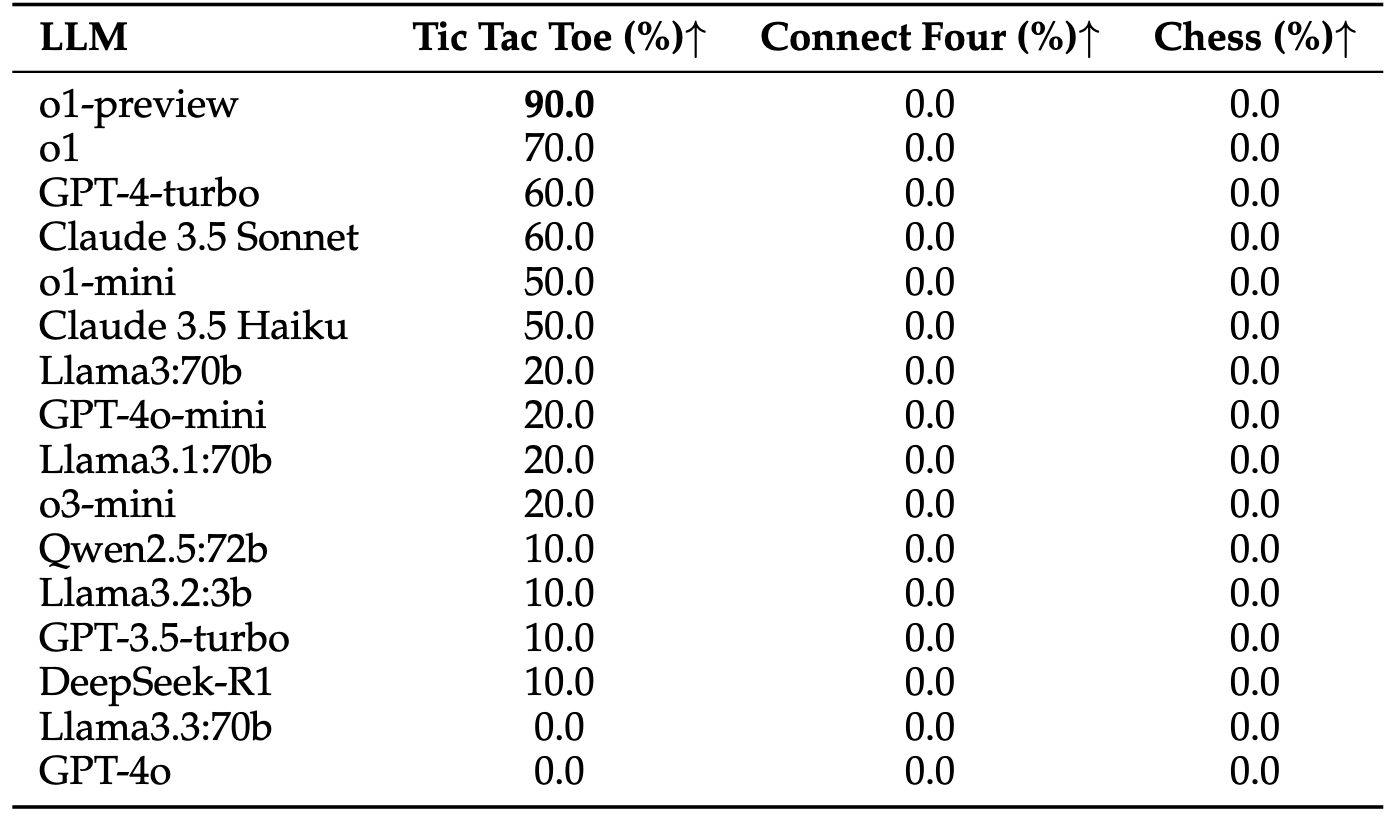 LLM Tic Tac Toe (%)↑ Connect Four (%)↑ Chess (%)↑
o1-preview 90.0 0.0 0.0
o1 70.0 0.0 0.0
GPT-4-turbo 60.0 0.0 0.0
Claude 3.5 Sonnet 60.0 0.0 0.0
o1-mini 50.0 0.0 0.0
Claude 3.5 Haiku 50.0 0.0 0.0
Llama3:70b 20.0 0.0 0.0
GPT-4o-mini 20.0 0.0 0.0
Llama3.1:70b 20.0 0.0 0.0
o3-mini 20.0 0.0 0.0
Qwen2.5:72b 10.0 0.0 0.0
Llama3.2:3b 10.0 0.0 0.0
GPT-3.5-turbo 10.0 0.0 0.0
DeepSeek-R1 10.0 0.0 0.0
Llama3.3:70b 0.0 0.0 0.0
GPT-4o 0.0 0.0 0.0